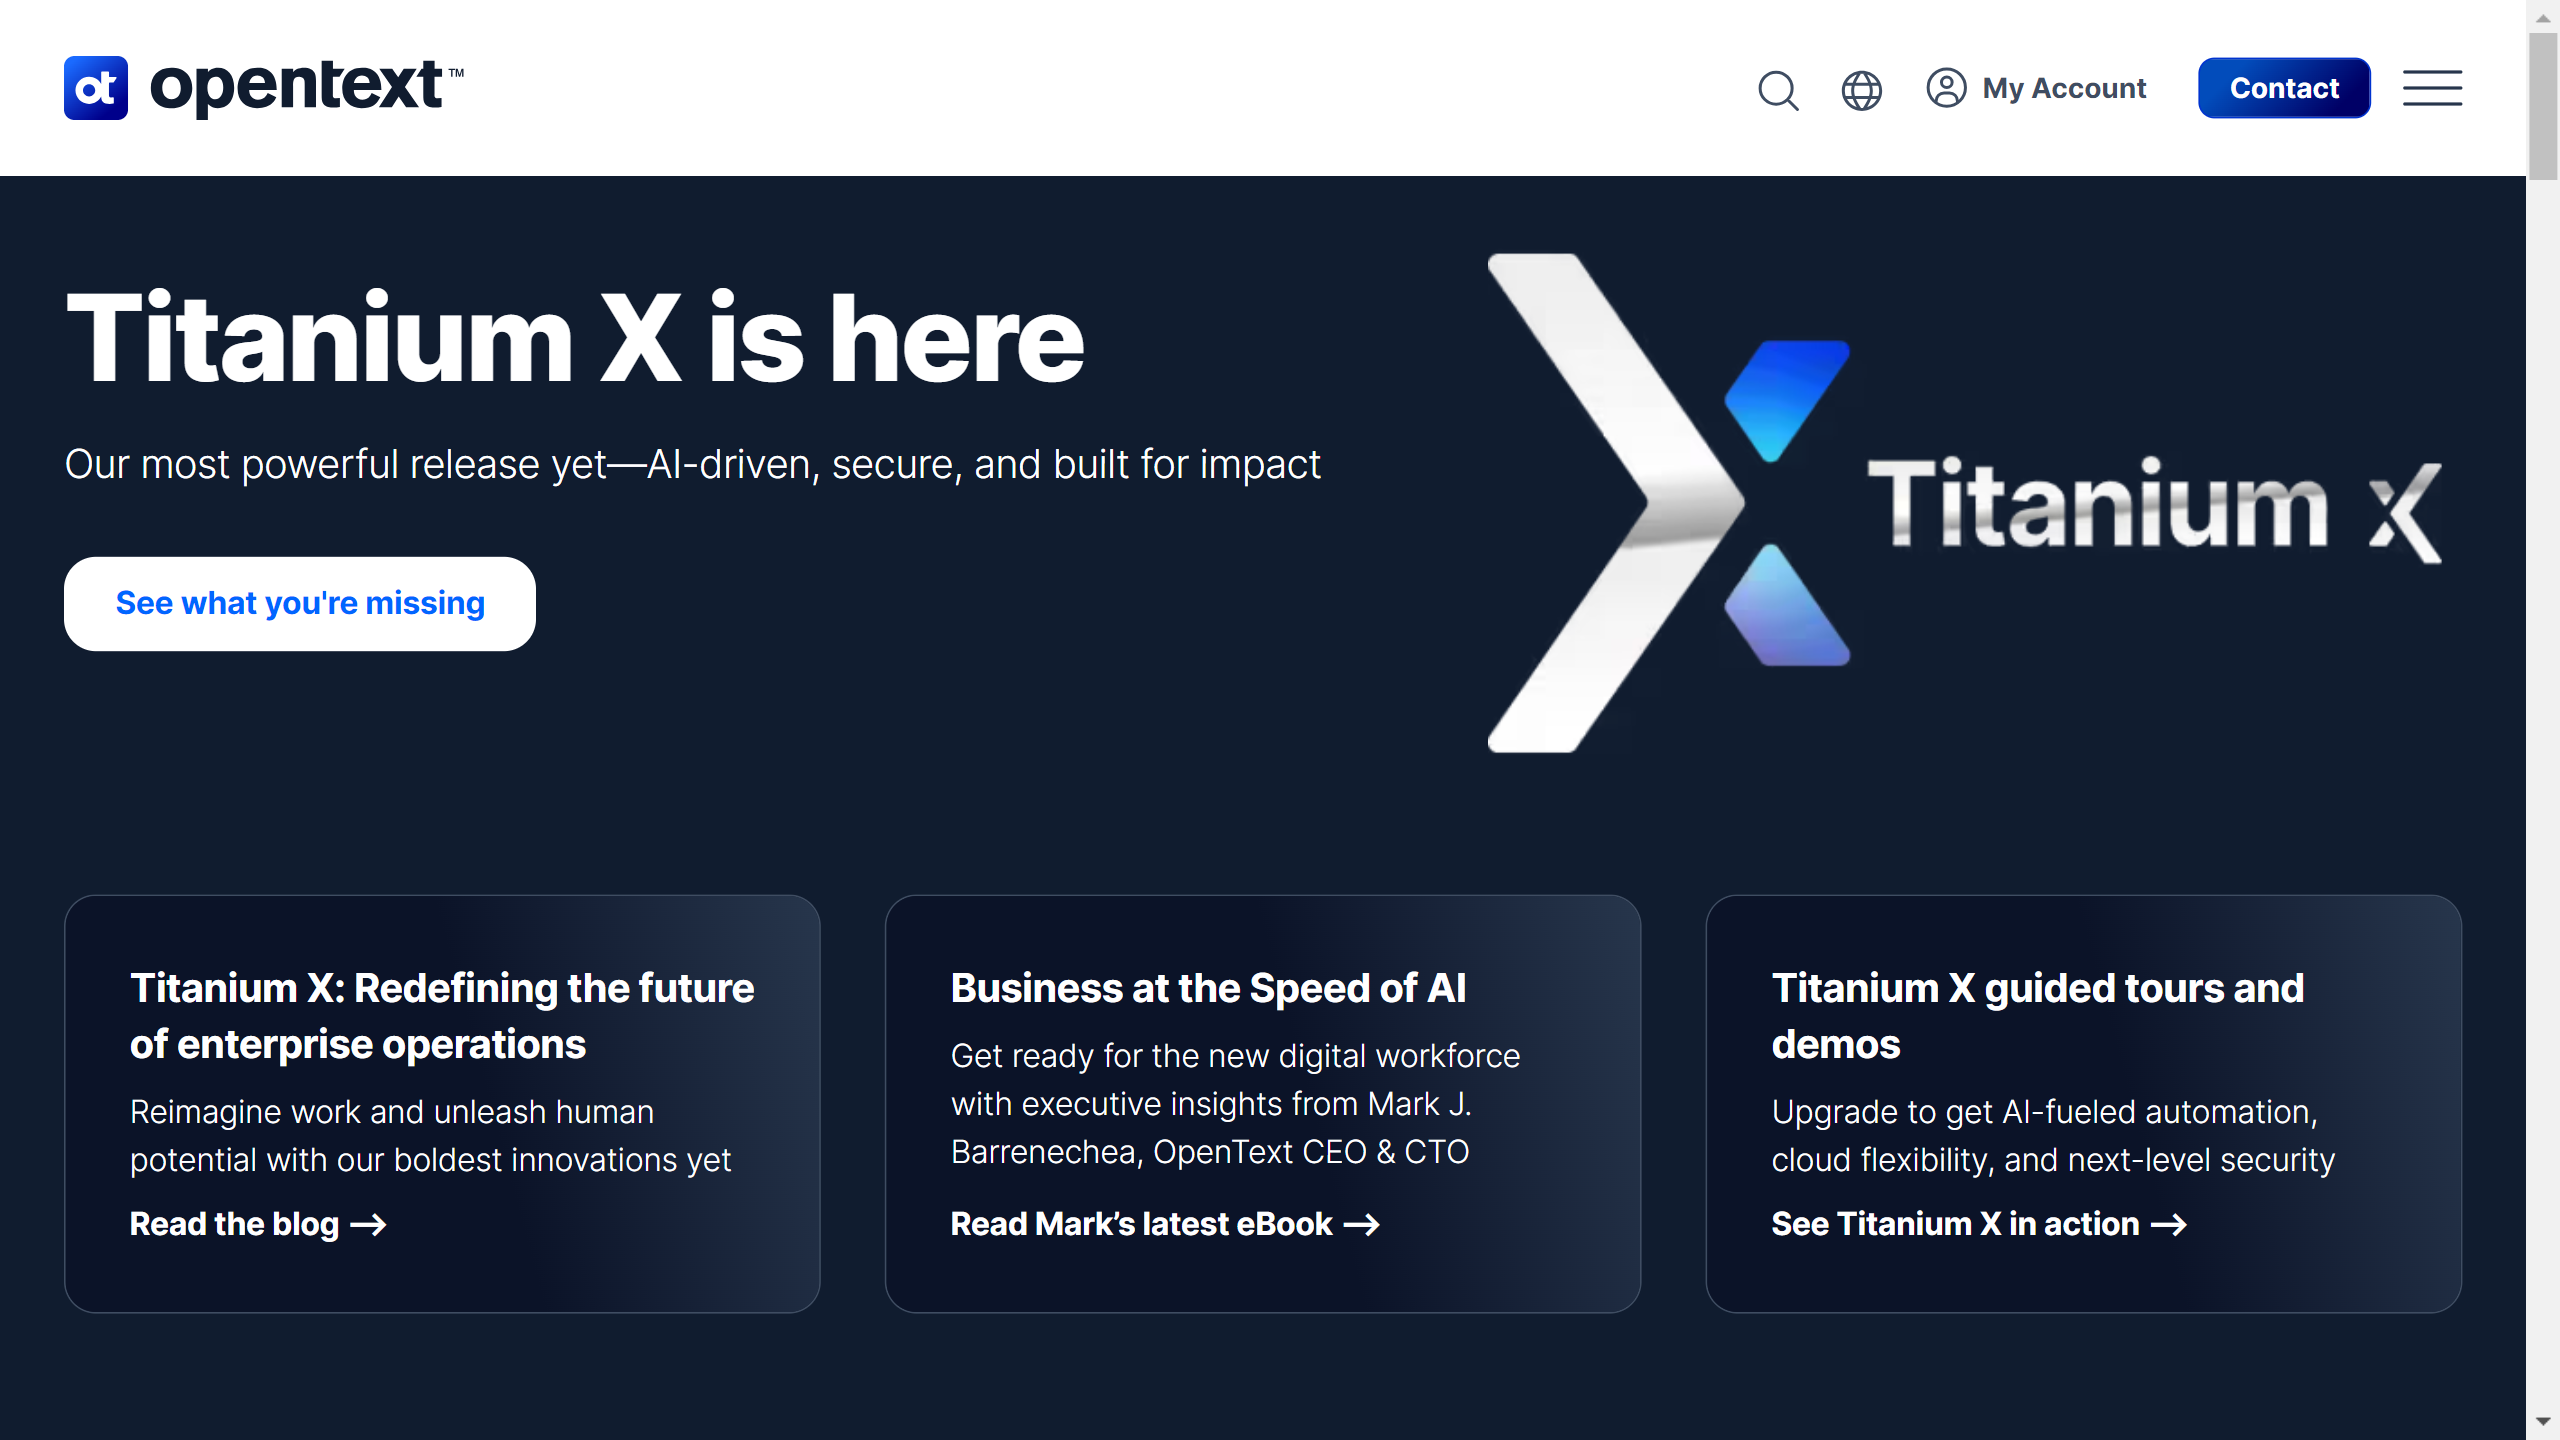 ot opentext™
My Account
Contact
Titanium X is here
Our most powerful release yet—AI-driven, secure, and built for impact
See what you're missing
Titanium X
Titanium X: Redefining the future
of enterprise operations
Reimagine work and unleash human
potential with our boldest innovations yet
Read the blog →
Business at the Speed of AI
Get ready for the new digital workforce
with executive insights from Mark J.
Barrenechea, OpenText CEO & CTO
Read Mark’s latest eBook →
Titanium X guided tours and
demos
Upgrade to get AI-fueled automation,
cloud flexibility, and next-level security
See Titanium X in action →